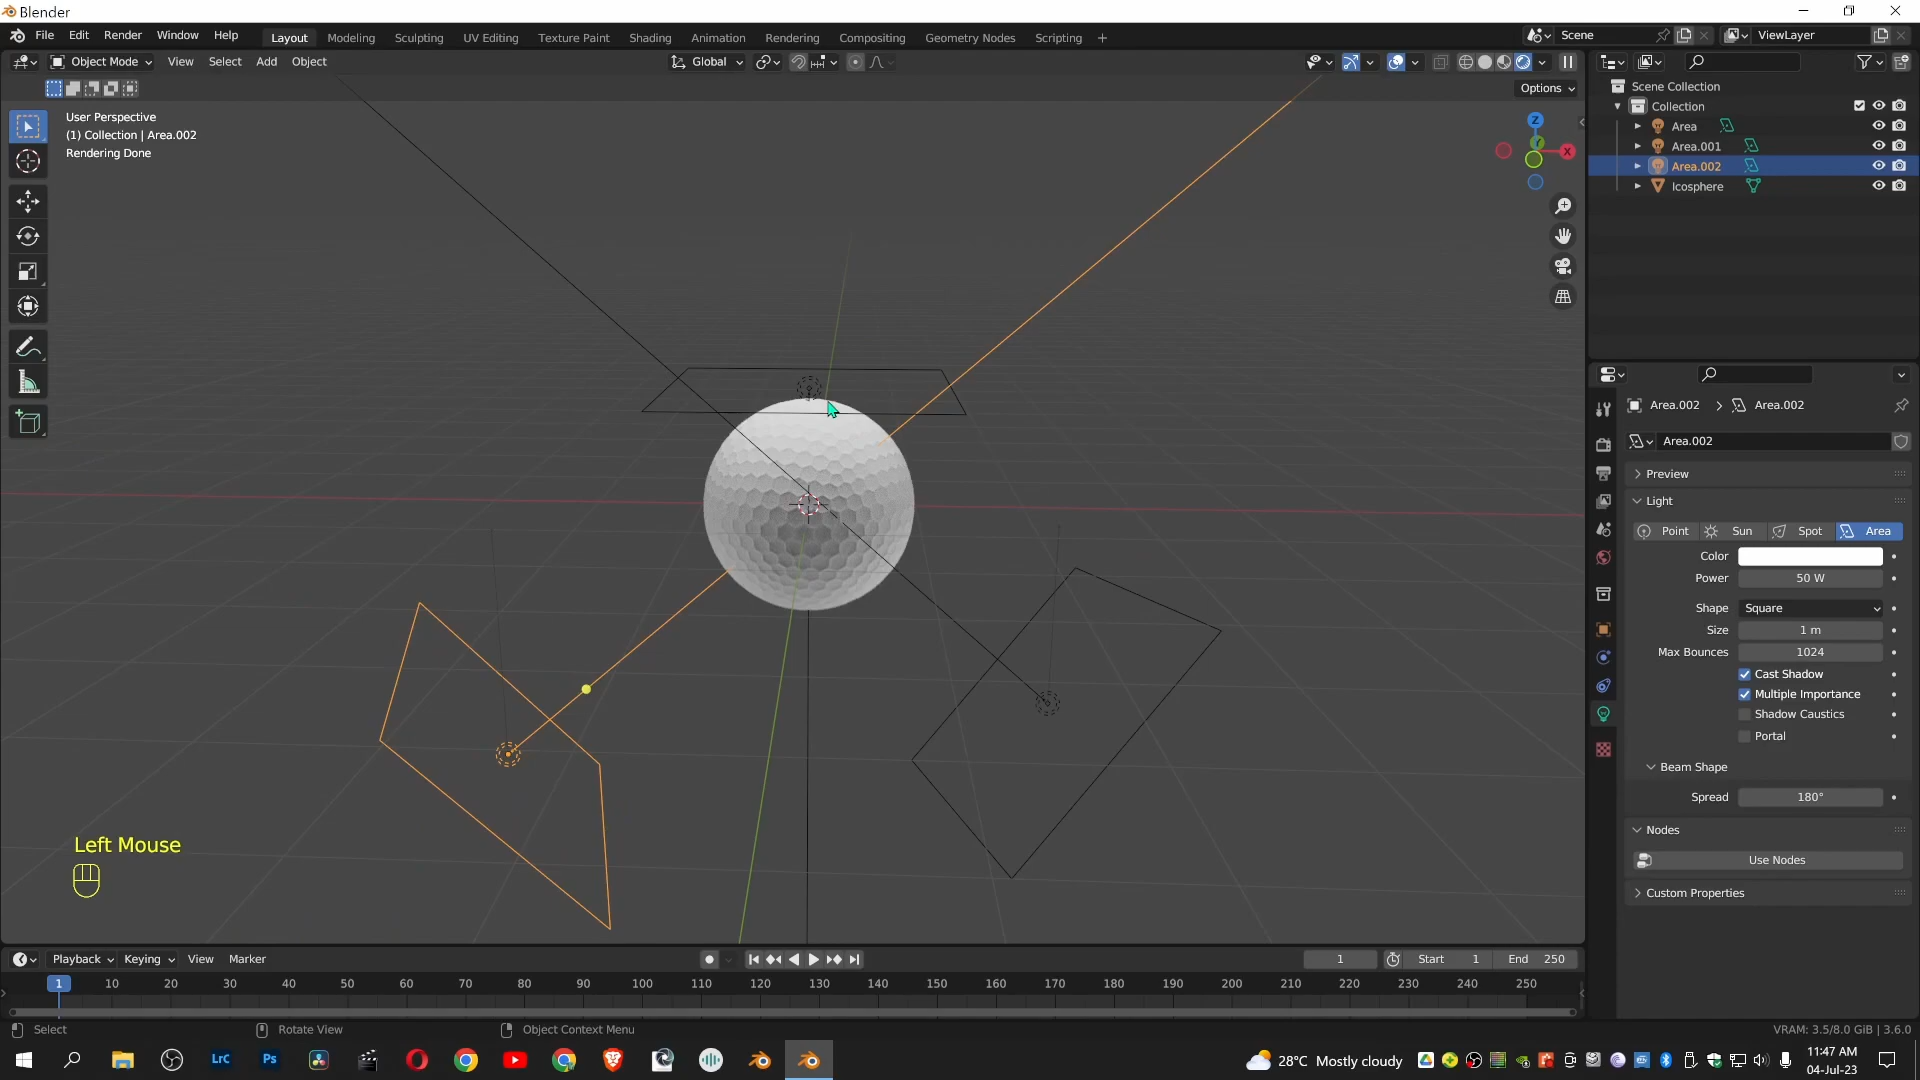 Blender
File Edit Render Window Help Layout Modeling Sculpting UV Editing Texture Paint Shading Animation Rendering Compositing Geometry Nodes Scripting + Scene ViewLayer
Object Mode View Select Add Object Global
Options
User Perspective
(1) Collection | Area.002
Rendering Done
Z
Y
X
Scene Collection
Collection
Area
Area.001
Area.002
Icosphere
Area.002 > Area.002
Area.002
Preview
Light
Point Sun Spot Area
Color
Power 50 W
Shape Square
Size 1 m
Max Bounces 1024
Cast Shadow
Multiple Importance
Shadow Caustics
Portal
Beam Shape
Spread 180°
Nodes
Use Nodes
Custom Properties
Left Mouse
Playback Keying View Marker 1 Start 1 End 250
1 10 20 30 40 50 60 70 80 90 100 110 120 130 140 150 160 170 180 190 200 210 220 230 240 250
Select Rotate View Object Context Menu VRAM: 3.5/8.0 GiB | 3.6.0
LrC Ps 28°C Mostly cloudy 11:47 AM
04-Jul-23